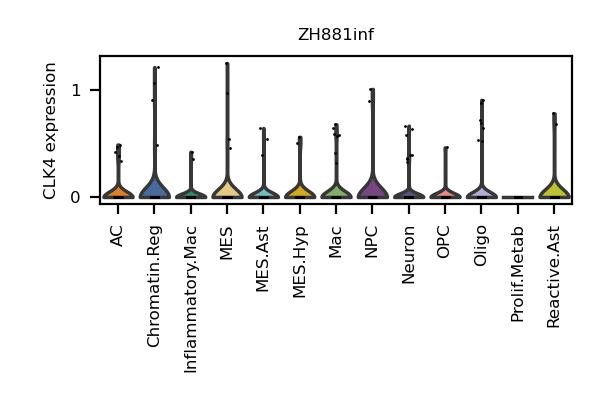 ZH881inf
CLK4 expression
1
0
AC
Chromatin.Reg
Inflammatory.Mac
MES
MES.Ast
MES.Hyp
Mac
NPC
Neuron
OPC
Oligo
Prolif.Metab
Reactive.Ast